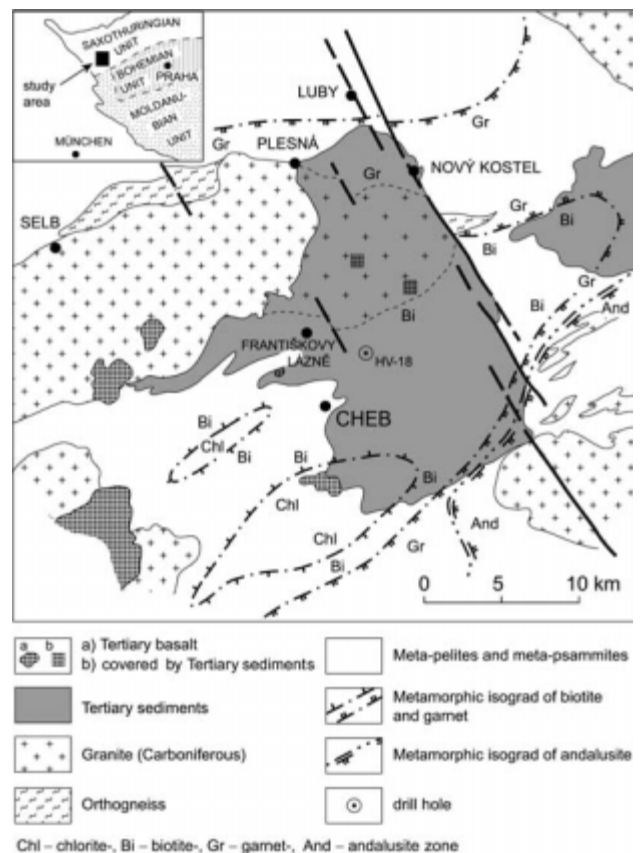 SAXOTHURINGIAN
UNIT
study
area
BOHEMIAN
UNIT
PRAHA
MOLDANU-
BIAN
UNIT
MÜNCHEN
LUBY
Gr
Gr
PLESNÁ
Gr
NOVÝ KOSTEL
SELB
Gr
Bi
Bi
Gr
And
Bi
Bi
FRANTIŠKOVY
LÁZNĚ
HV-18
CHEB
Bi
Chl
Bi
Bi
Bi
Chl
Chl
Bi
Gr
And
0 5 10 km
a b
a) Tertiary basalt
b) covered by Tertiary sediments
Meta-pelites and meta-psammites
Tertiary sediments
Metamorphic isograd of biotite
and garnet
Granite (Carboniferous)
Metamorphic isograd of andalusite
Orthogneiss
drill hole
Chl – chlorite-, Bi – biotite-, Gr – garnet-, And – andalusite zone